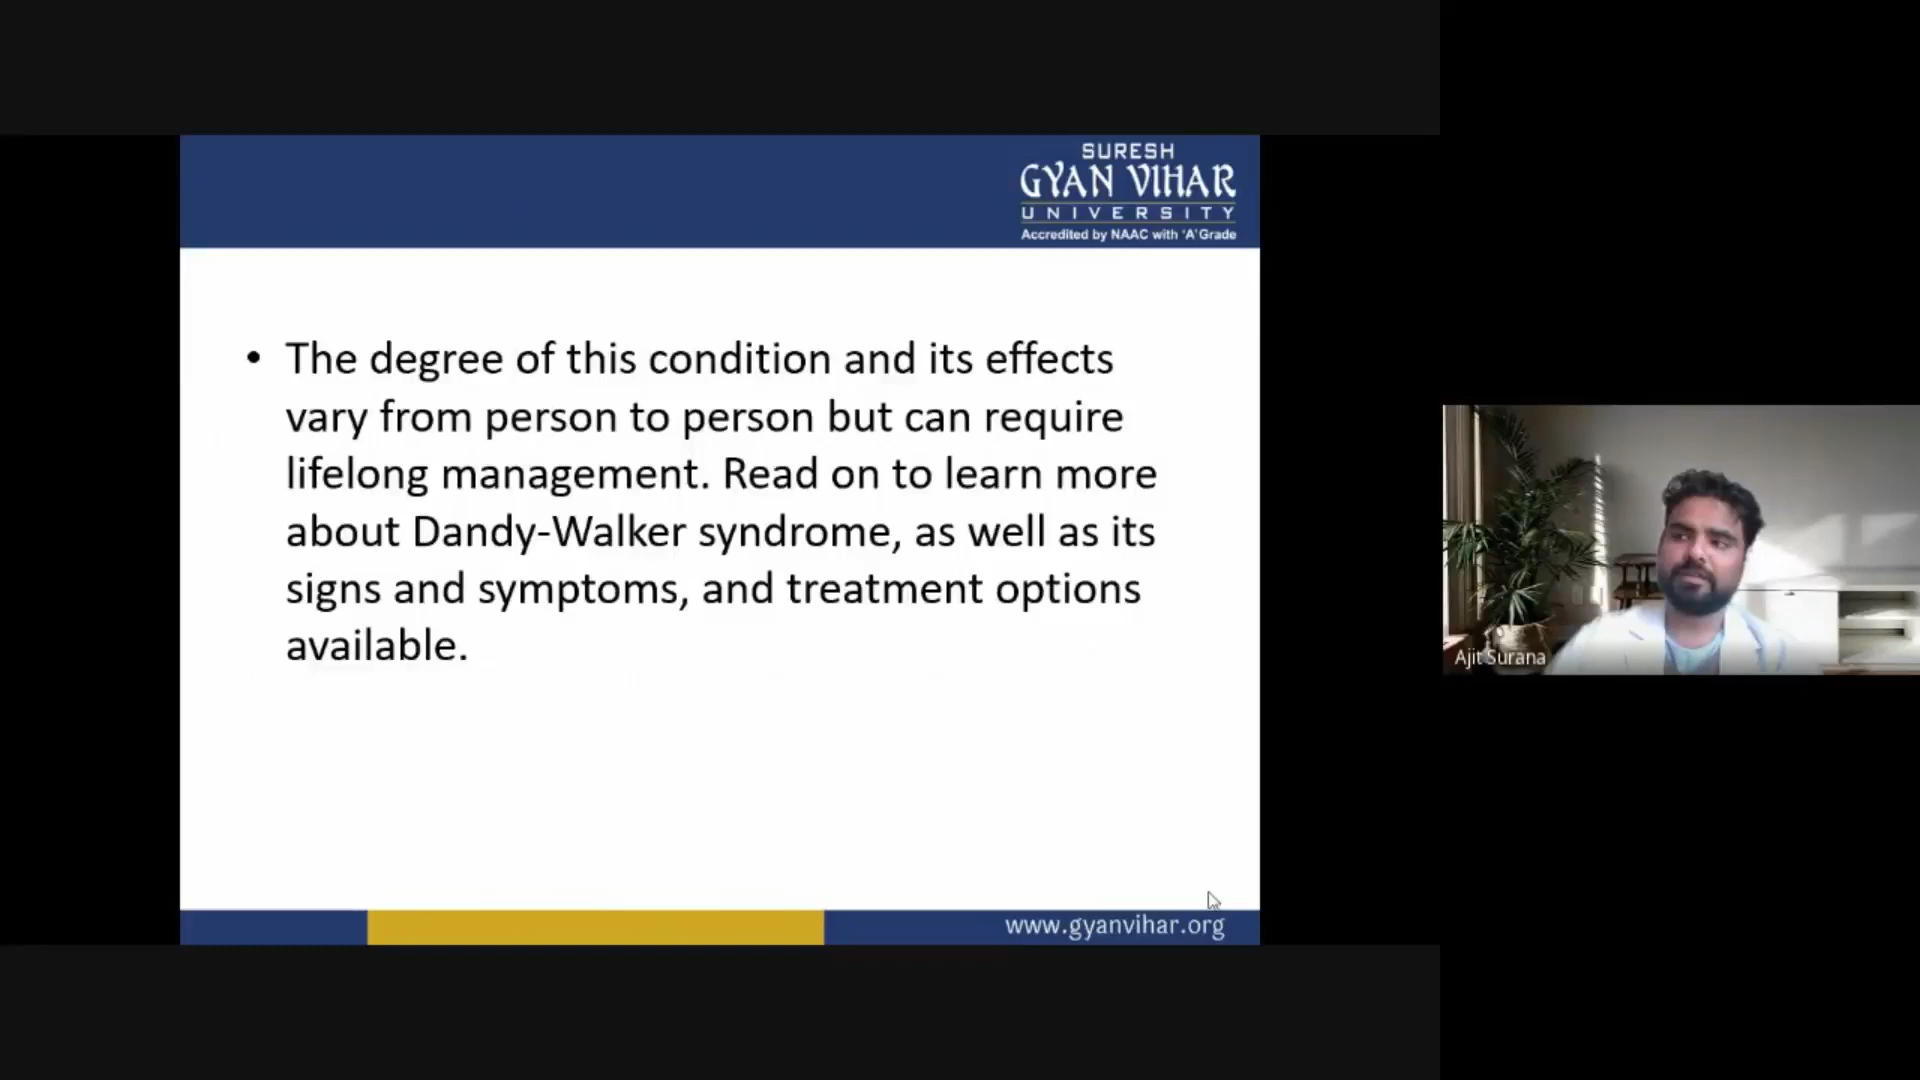 SURESH
GYAN VIHAR
UNIVERSITY
Accredited by NAAC with 'A' Grade
• The degree of this condition and its effects
vary from person to person but can require
lifelong management. Read on to learn more
about Dandy-Walker syndrome, as well as its
signs and symptoms, and treatment options
available.
Ajit Surana
www.gyanvihar.org